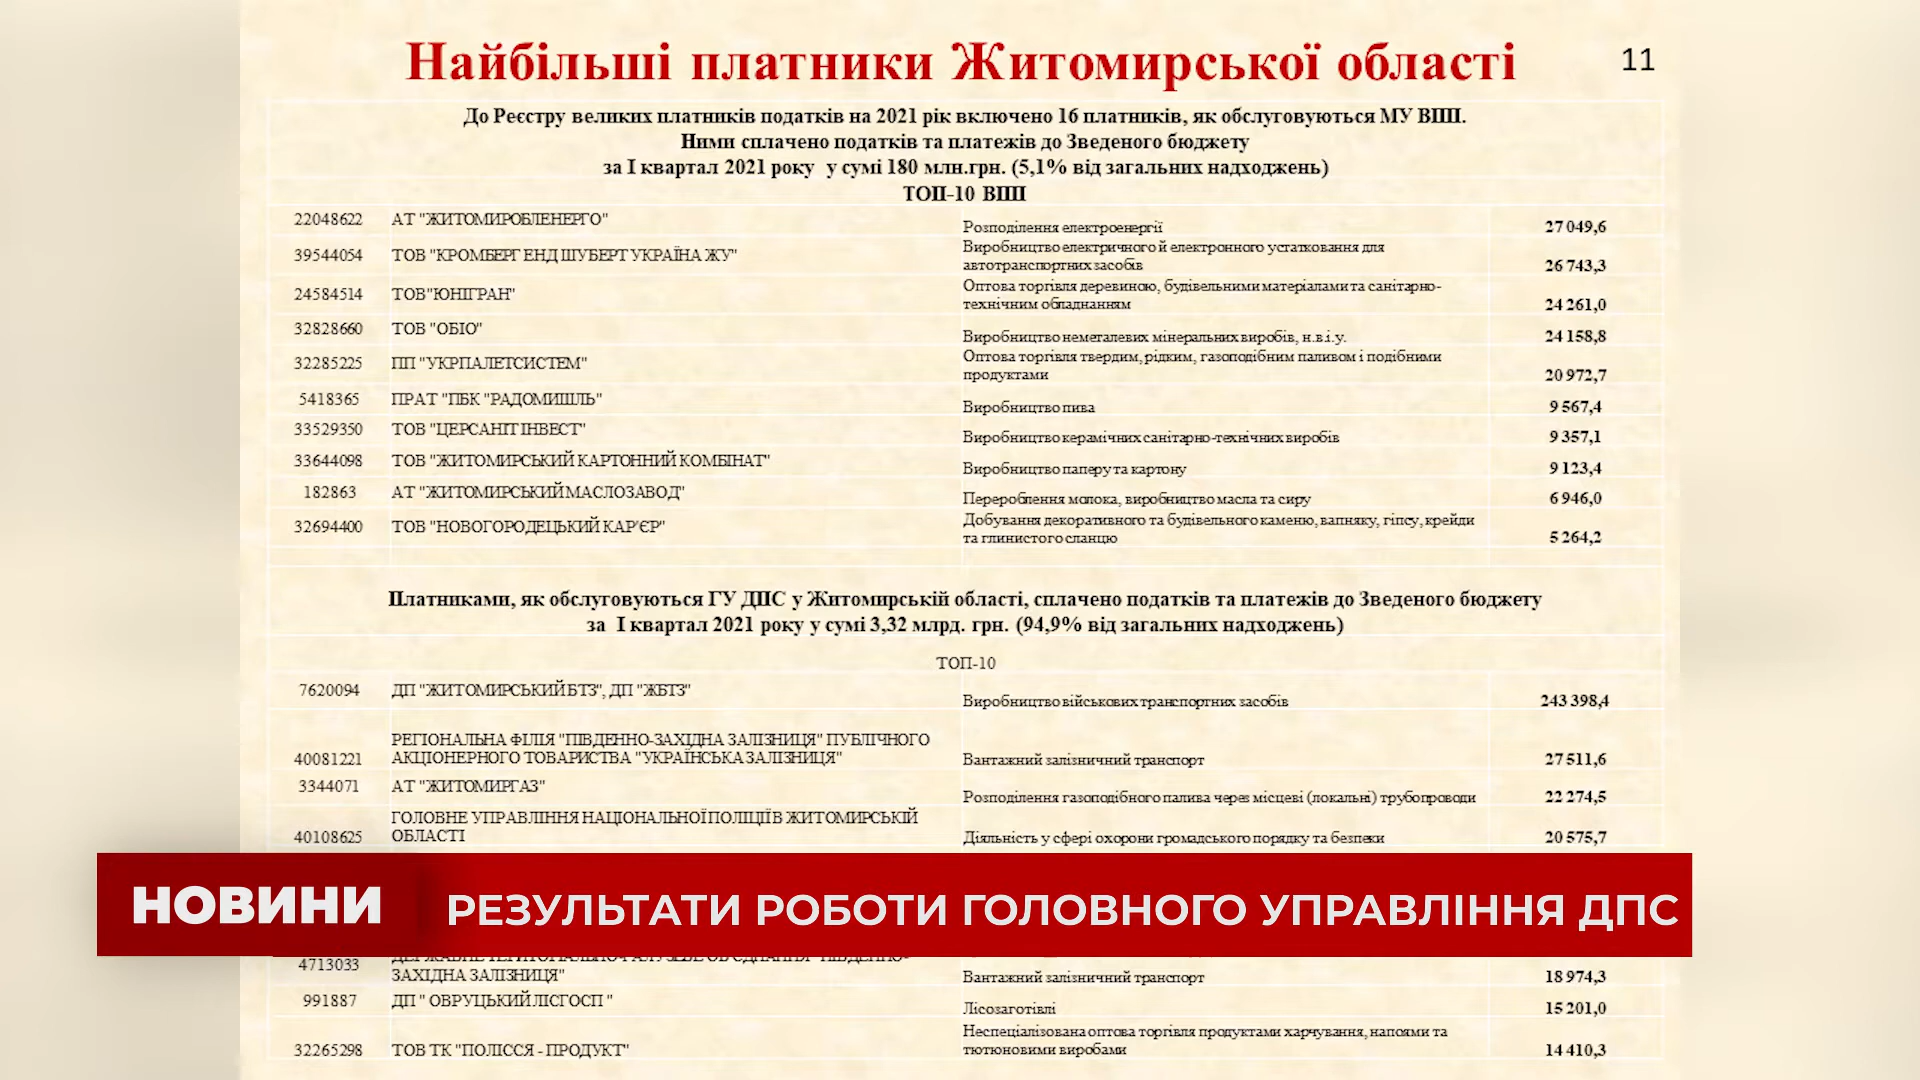 Найбільші платники Житомирської області
11
До Реєстру великих платників податків на 2021 рік включено 16 платників, як обслуговуються МУ ВПП.
Ними сплачено податків та платежів до Зведеного бюджету
за І квартал 2021 року у сумі 180 млн.грн. (5,1% від загальних надходжень)
ТОП-10 ВПП
22048622 АТ "ЖИТОМИРОБЛЕНЕРГО" Розподілення електроенергії 27 049,6
39544054 ТОВ "КРОМБЕРГ ЕНД ШУБЕРТ УКРАЇНА ЖУ" Виробництво електричного й електронного устатковання для
автотранспортних засобів 26 743,3
24584514 ТОВ"ЮНІГРАН" Оптова торгівля деревиною, будівельними матеріалами та санітарно-
технічним обладнанням 24 261,0
32828660 ТОВ "ОБІО" Виробництво неметалевих мінеральних виробів, н.в.і.у. 24 158,8
32285225 ПП "УКРПАЛЕТСИСТЕМ" Оптова торгівля твердим, рідким, газоподібним паливом і подібними
продуктами 20 972,7
5418365 ПРАТ "ПБК "РАДОМИШЛЬ" Виробництво пива 9 567,4
33529350 ТОВ "ЦЕРСАНІТ ІНВЕСТ" Виробництво керамічних санітарно-технічних виробів 9 357,1
33644098 ТОВ "ЖИТОМИРСЬКИЙ КАРТОННИЙ КОМБІНАТ" Виробництво паперу та картону 9 123,4
182863 АТ "ЖИТОМИРСЬКИЙ МАСЛОЗАВОД" Перероблення молока, виробництво масла та сиру 6 946,0
32694400 ТОВ "НОВОГОРОДЕЦЬКИЙ КАР'ЄР" Добування декоративного та будівельного каменю, вапняку, гіпсу, крейди
та глинистого сланцю 5 264,2
Платниками, як обслуговуються ГУ ДПС у Житомирській області, сплачено податків та платежів до Зведеного бюджету
за І квартал 2021 року у сумі 3,32 млрд. грн. (94,9% від загальних надходжень)
ТОП-10
7620094 ДП "ЖИТОМИРСЬКИЙ БТЗ", ДП "ЖБТЗ" Виробництво військових транспортних засобів 243 398,4
РЕГІОНАЛЬНА ФІЛІЯ "ПІВДЕННО-ЗАХІДНА ЗАЛІЗНИЦЯ" ПУБЛІЧНОГО
40081221 АКЦІОНЕРНОГО ТОВАРИСТВА "УКРАЇНСЬКА ЗАЛІЗНИЦЯ" Вантажний залізничний транспорт 27 511,6
3344071 АТ "ЖИТОМИРГАЗ" Розподілення газоподібного палива через місцеві (локальні) трубопроводи 22 274,5
ГОЛОВНЕ УПРАВЛІННЯ НАЦІОНАЛЬНОЇ ПОЛІЦІЇ В ЖИТОМИРСЬКІЙ
40108625 ОБЛАСТІ Діяльність у сфері охорони громадського порядку та безпеки 20 575,7
НОВИНИ РЕЗУЛЬТАТИ РОБОТИ ГОЛОВНОГО УПРАВЛІННЯ ДПС
4713033
ЗАХІДНА ЗАЛІЗНИЦЯ" Вантажний залізничний транспорт 18 974,3
991887 ДП " ОВРУЦЬКИЙ ЛІСГОСП " Лісозаготівлі 15 201,0
32265298 ТОВ ТК "ПОЛІССЯ - ПРОДУКТ" Неспеціалізована оптова торгівля продуктами харчування, напоями та
тютюновими виробами 14 410,3